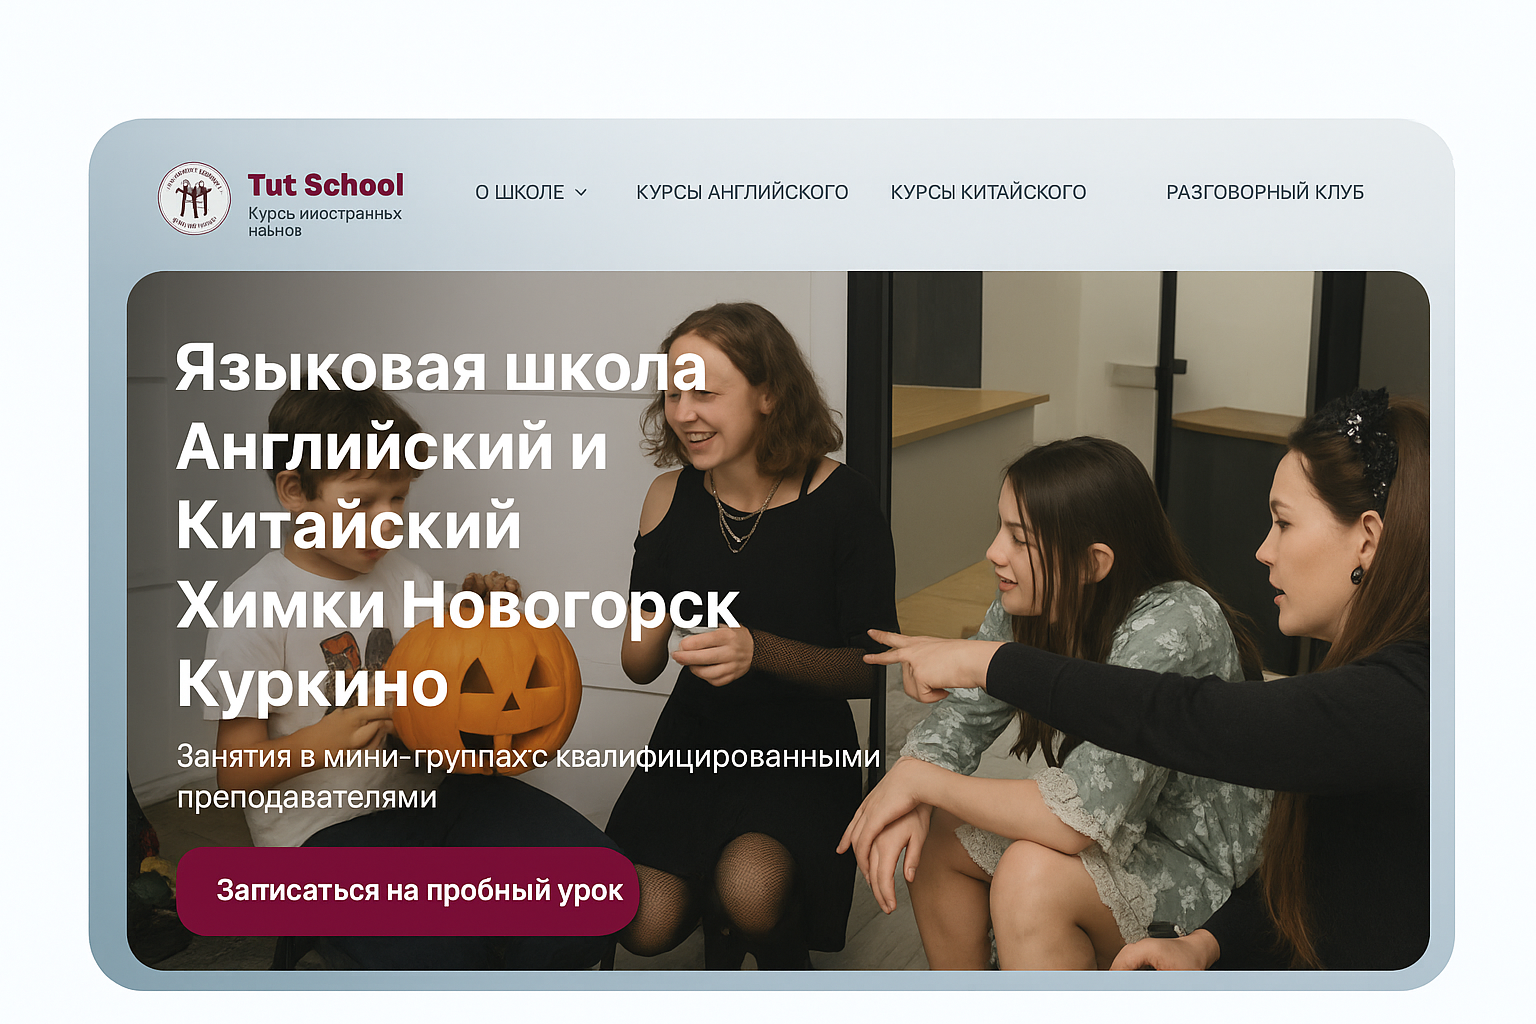 Tut School
Курсь иностранньх
наьнов
О ШКОЛЕ
КУРСЫ АНГЛИЙСКОГО
КУРСЫ КИТАЙСКОГО
РАЗГОВОРНЫЙ КЛУБ
Языковая школа
Английский и
Китайский
Химки Новогорск
Куркино
Занятия в мини-группах с квалифицированными
преподавателями
Записаться на пробный урок